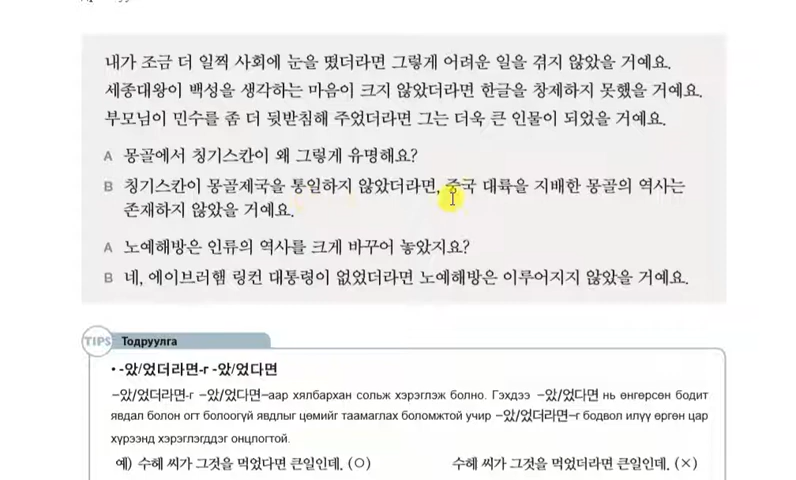 내가 조금 더 일찍 사회에 눈을 떴더라면 그렇게 어려운 일을 겪지 않았을 거예요.
세종대왕이 백성을 생각하는 마음이 크지 않았더라면 한글을 창제하지 못했을 거예요.
부모님이 민수를 좀 더 뒷받침해 주었더라면 그는 더욱 큰 인물이 되었을 거예요.
A 몽골에서 칭기스칸이 왜 그렇게 유명해요?
B 칭기스칸이 몽골제국을 통일하지 않았더라면, 중국 대륙을 지배한 몽골의 역사는
존재하지 않았을 거예요.
A 노예해방은 인류의 역사를 크게 바꾸어 놓았지요?
B 네, 에이브러햄 링컨 대통령이 없었더라면 노예해방은 이루어지지 않았을 거예요.
TIPS Тодруулга
• -았/었더라면-г -았/었다면
-았/었더라면-г -았/었다면-аар хялбархан сольж хэрэглэж болно. Гэхдээ -았/었다면 нь өнгөрсөн бодит
явдал болон огт болоогүй явдлыг цөмийг таамаглах боломжтой учир -았/었더라면-г бодвол илүү өргөн цар
хүрээнд хэрэглэгддэг онцлогтой.
예) 수혜 씨가 그것을 먹었다면 큰일인데. (○) 수혜 씨가 그것을 먹었더라면 큰일인데. (×)